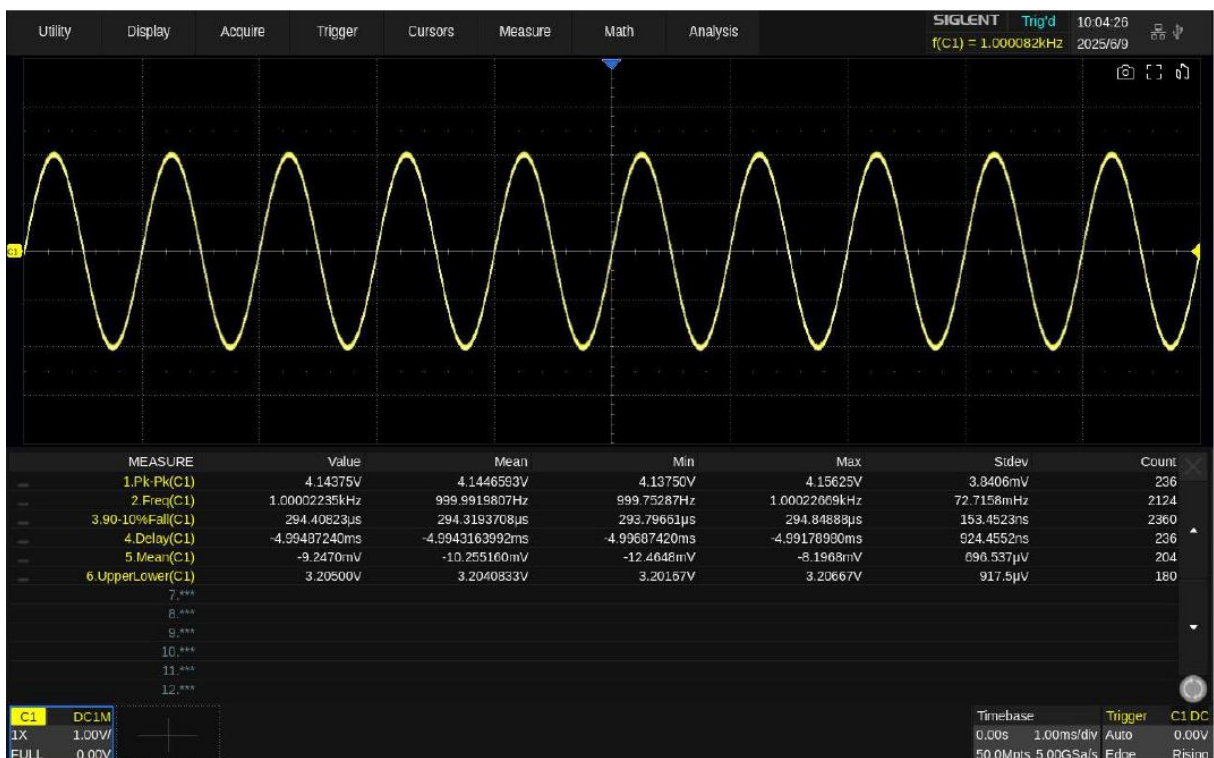 Utility Display Acquire Trigger Cursors Measure Math Analysis SIGLENT Trig'd 10:04:26
f(C1) = 1.000082kHz 2025/6/9
C1
MEASURE Value Mean Min Max Stdev Count
1.Pk-Pk(C1) 4.14375V 4.1446593V 4.13750V 4.15625V 3.8406mV 236
2.Freq(C1) 1.00002235kHz 999.9919807Hz 999.75287Hz 1.00022669kHz 72.7158mHz 2124
3.90-10%Fall(C1) 294.40823µs 294.3193708µs 293.79661µs 294.84888µs 153.4523ns 2360
4.Delay(C1) -4.99487240ms -4.9943163992ms -4.99687420ms -4.99178980ms 924.4552ns 236
5.Mean(C1) -9.2470mV -10.255160mV -12.4648mV -8.1968mV 696.537µV 204
6.UpperLower(C1) 3.20500V 3.2040833V 3.20167V 3.20667V 917.5µV 180
7.***
8.***
9.***
10.***
11.***
12.***
C1 DC1M Timebase Trigger C1 DC
1X 1.00V/ 0.00s 1.00ms/div Auto 0.00V
FULL 0.00V 50.0Mpts 5.00GSa/s Edge Rising